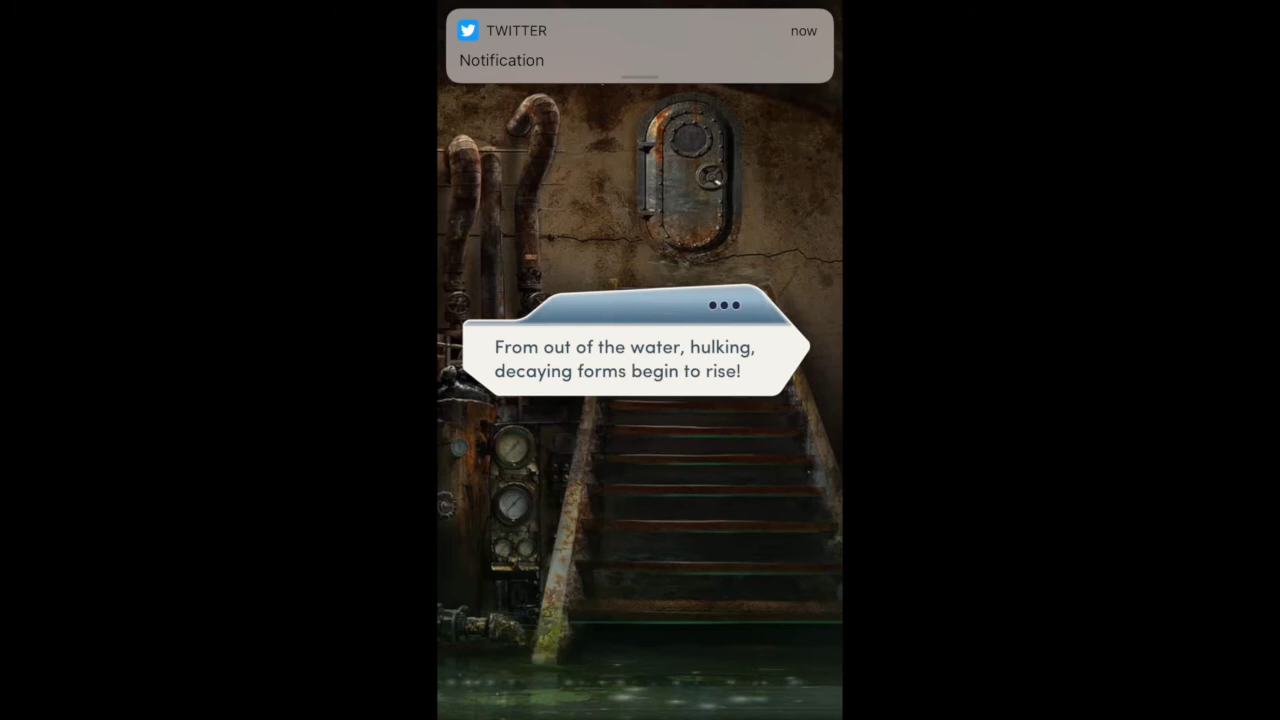 TWITTER now
Notification
From out of the water, hulking,
decaying forms begin to rise!